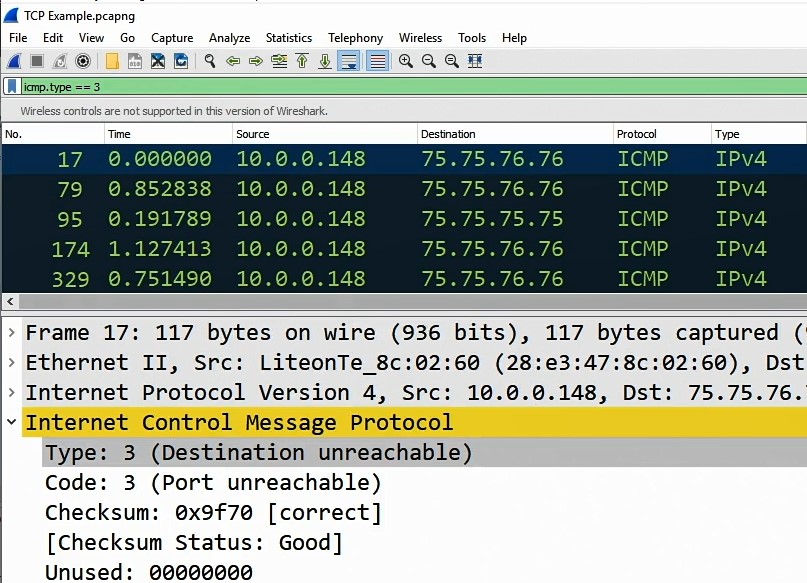 TCP Example.pcapng
File Edit View Go Capture Analyze Statistics Telephony Wireless Tools Help
icmp.type == 3
Wireless controls are not supported in this version of Wireshark.
No. Time Source Destination Protocol Type
17 0.000000 10.0.0.148 75.75.76.76 ICMP IPv4
79 0.852838 10.0.0.148 75.75.76.76 ICMP IPv4
95 0.191789 10.0.0.148 75.75.75.75 ICMP IPv4
174 1.127413 10.0.0.148 75.75.76.76 ICMP IPv4
329 0.751490 10.0.0.148 75.75.76.76 ICMP IPv4
Frame 17: 117 bytes on wire (936 bits), 117 bytes captured (
Ethernet II, Src: LiteonTe_8c:02:60 (28:e3:47:8c:02:60), Dst
Internet Protocol Version 4, Src: 10.0.0.148, Dst: 75.75.76.
Internet Control Message Protocol
Type: 3 (Destination unreachable)
Code: 3 (Port unreachable)
Checksum: 0x9f70 [correct]
[Checksum Status: Good]
Unused: 00000000